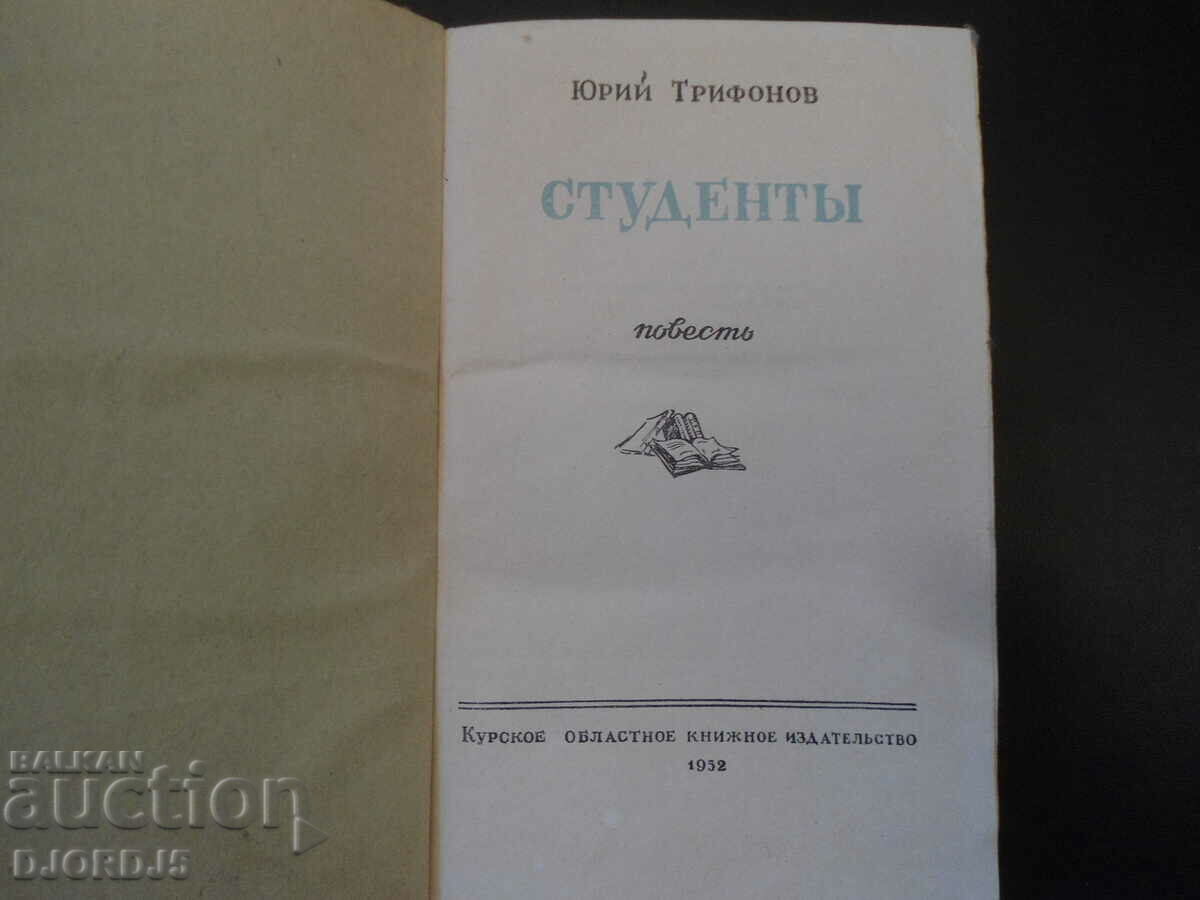 Юрий Трифонов
СТУДЕНТЫ
повесть
Курское областное книжное издательство
1952
BALKAN
auction
DJORDJ5